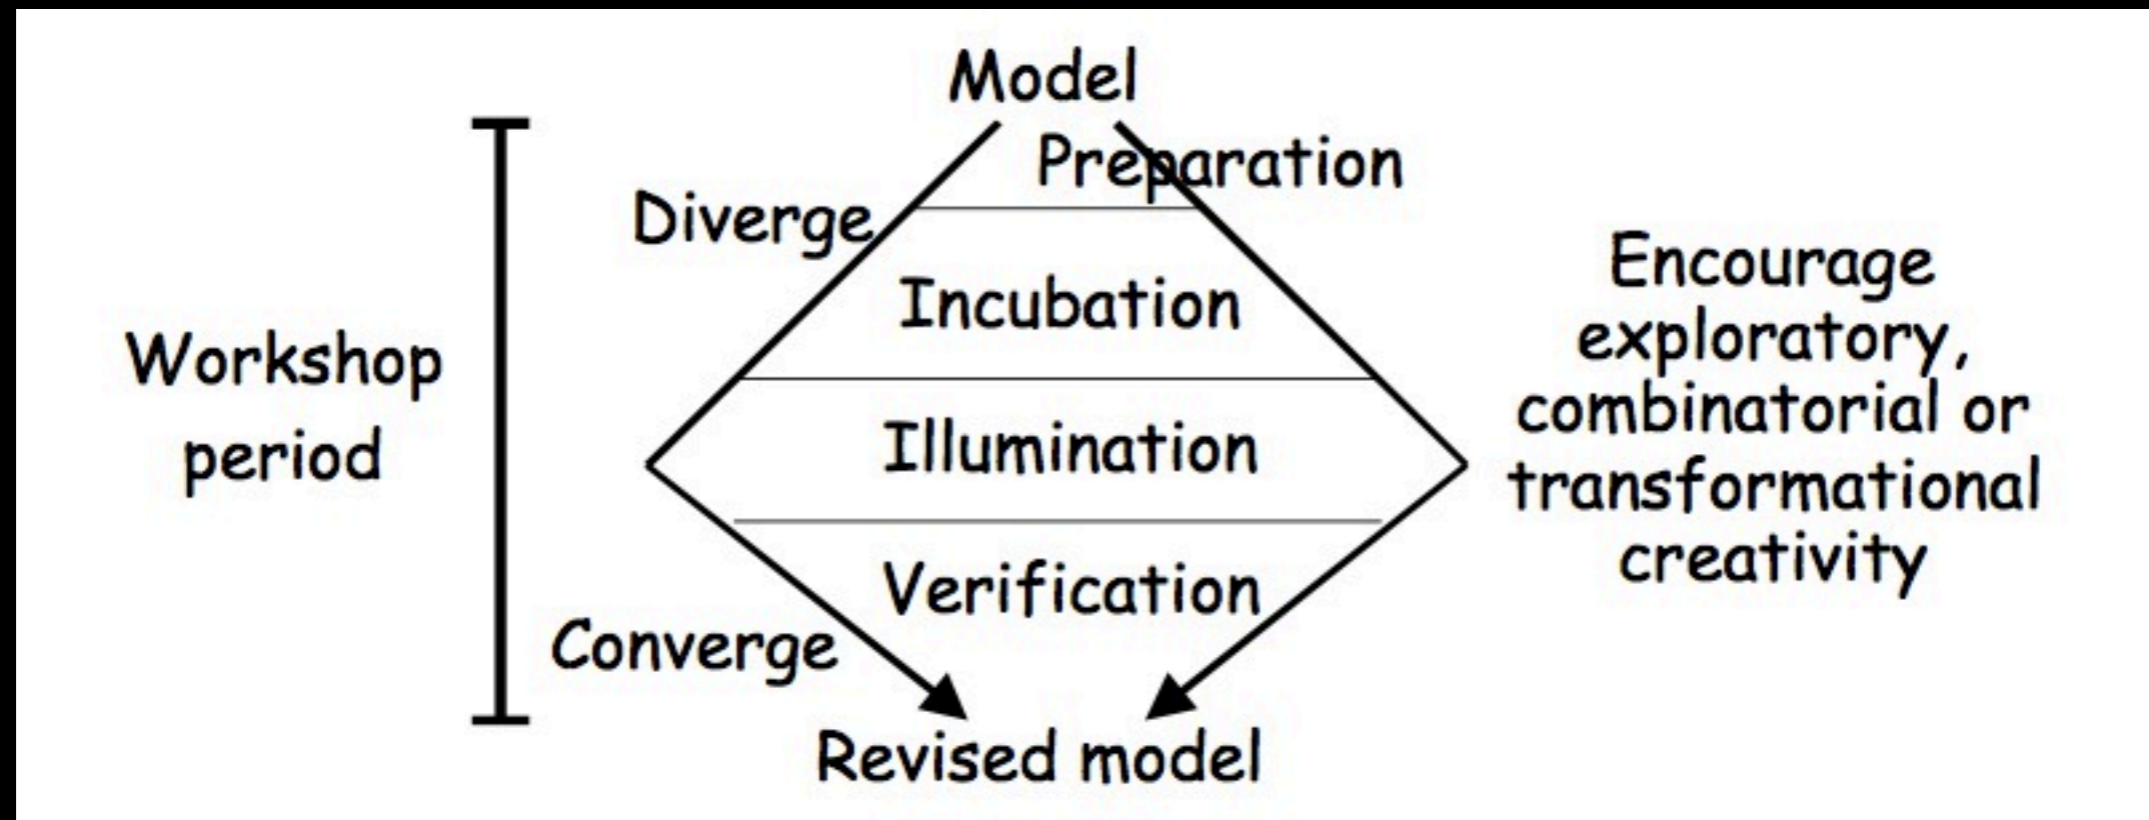 Model
Preparation
Diverge
Incubation
Workshop
period
Illumination
Verification
Converge
Revised model
Encourage
exploratory,
combinatorial or
transformational
creativity